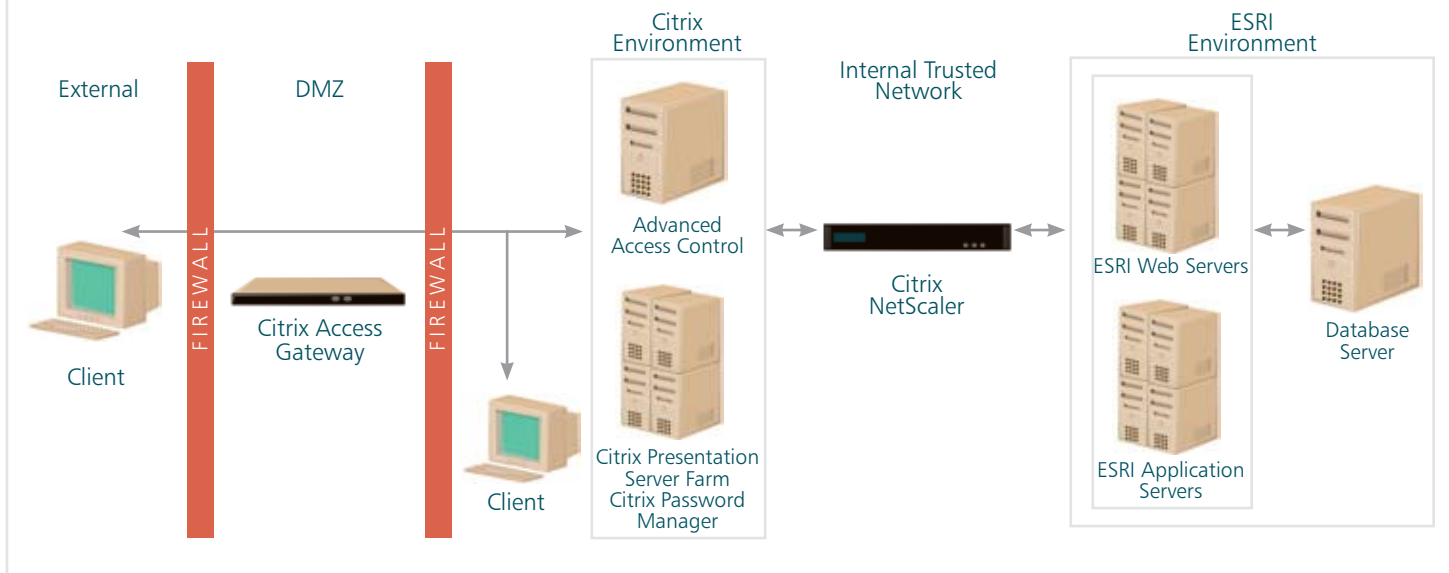 External
FIREWALL
DMZ
FIREWALL
Citrix
Environment
Internal Trusted
Network
ESRI
Environment
Client
Citrix Access
Gateway
Client
Advanced
Access Control
Citrix Presentation
Server Farm
Citrix Password
Manager
Citrix
NetScaler
ESRI Web Servers
ESRI Application
Servers
Database
Server